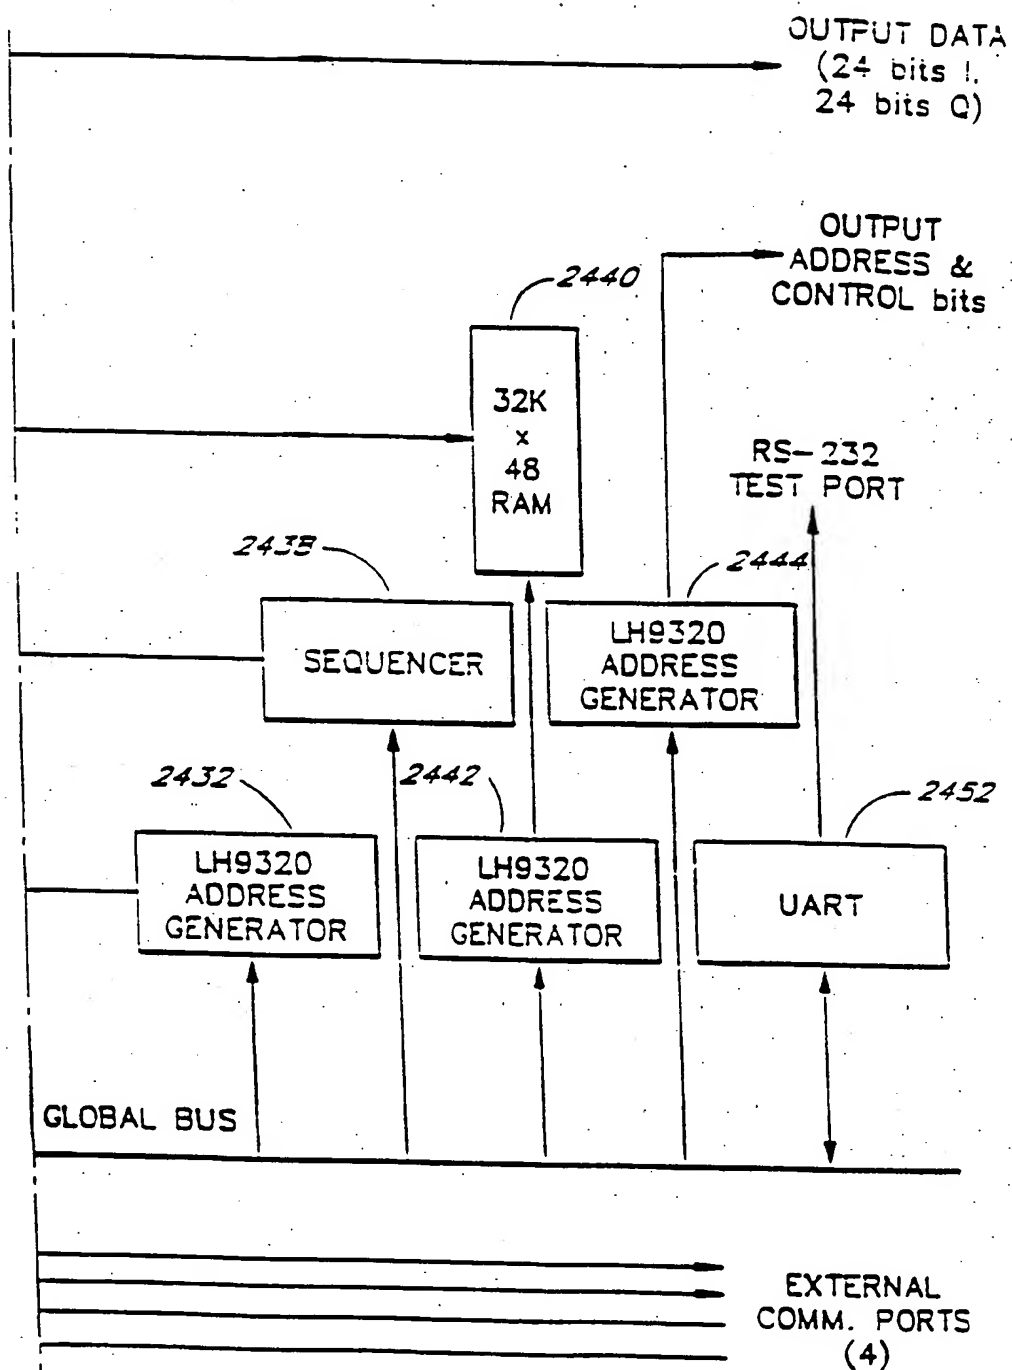 OUTPUT DATA
(24 bits I,
24 bits Q)
OUTPUT
ADDRESS &
CONTROL bits
2440
32K
x
48
RAM
RS-232
TEST PORT
2438
2444
SEQUENCER
LH9320
ADDRESS
GENERATOR
2432
2442
2452
LH9320
ADDRESS
GENERATOR
LH9320
ADDRESS
GENERATOR
UART
GLOBAL BUS
EXTERNAL
COMM. PORTS
(4)